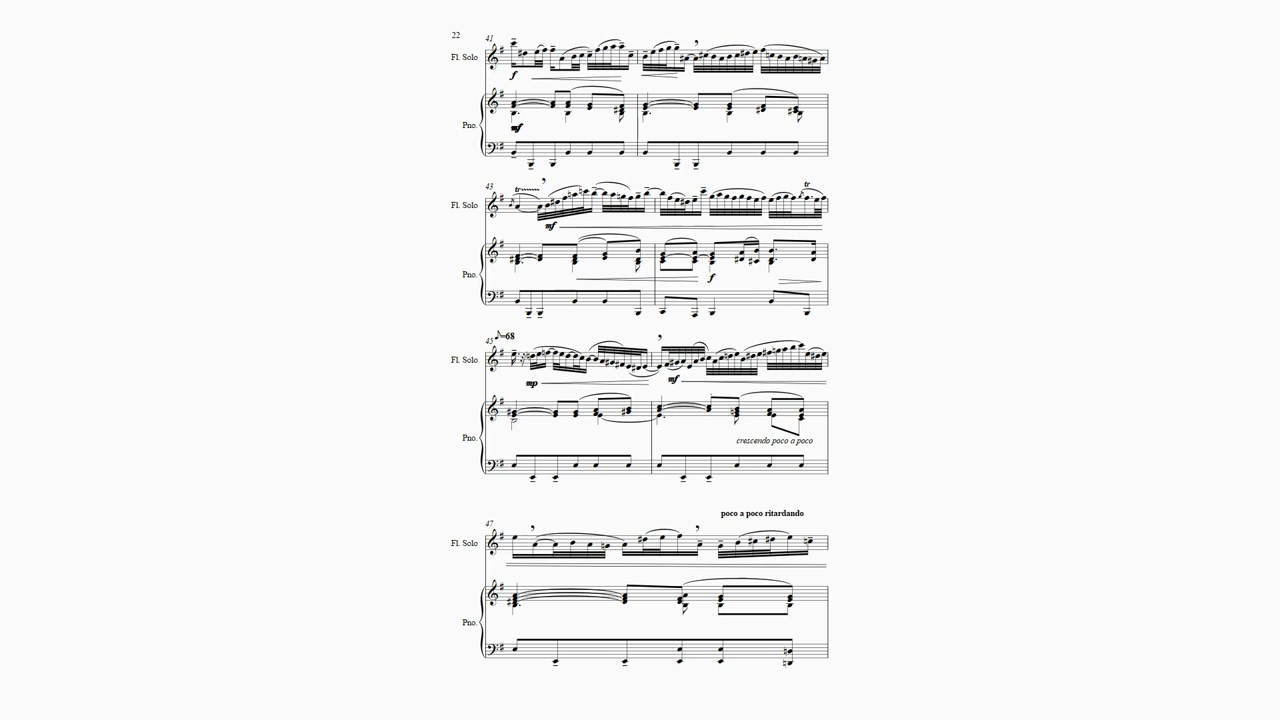 22
41
Fl. Solo
f
Pno.
mf
43
tr
tr
Fl. Solo
mf
Pno.
f
45
=68
Fl. Solo
mp
mf
Pno.
crescendo poco a poco
poco a poco ritardando
47
Fl. Solo
Pno.